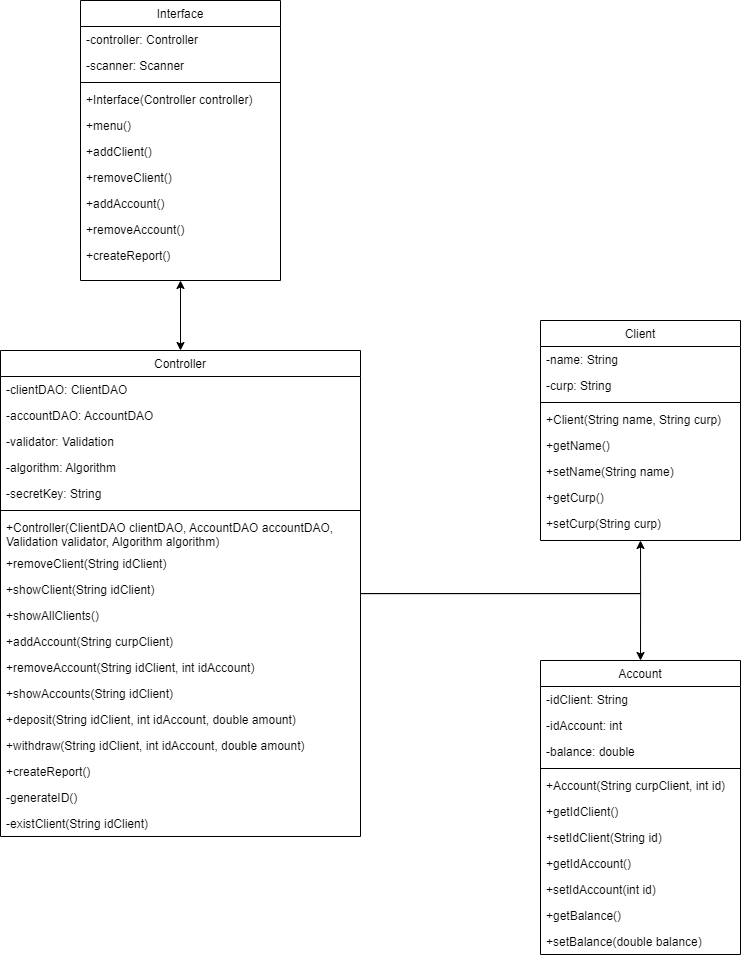 Interface
-controller: Controller
-scanner: Scanner
+Interface(Controller controller)
+menu()
+addClient()
+removeClient()
+addAccount()
+removeAccount()
+createReport()
Controller
-clientDAO: ClientDAO
-accountDAO: AccountDAO
-validator: Validation
-algorithm: Algorithm
-secretKey: String
+Controller(ClientDAO clientDAO, AccountDAO accountDAO,
Validation validator, Algorithm algorithm)
+removeClient(String idClient)
+showClient(String idClient)
+showAllClients()
+addAccount(String curpClient)
+removeAccount(String idClient, int idAccount)
+showAccounts(String idClient)
+deposit(String idClient, int idAccount, double amount)
+withdraw(String idClient, int idAccount, double amount)
+createReport()
-generateID()
-existClient(String idClient)
Client
-name: String
-curp: String
+Client(String name, String curp)
+getName()
+setName(String name)
+getCurp()
+setCurp(String curp)
Account
-idClient: String
-idAccount: int
-balance: double
+Account(String curpClient, int id)
+getIdClient()
+setIdClient(String id)
+getIdAccount()
+setIdAccount(int id)
+getBalance()
+setBalance(double balance)